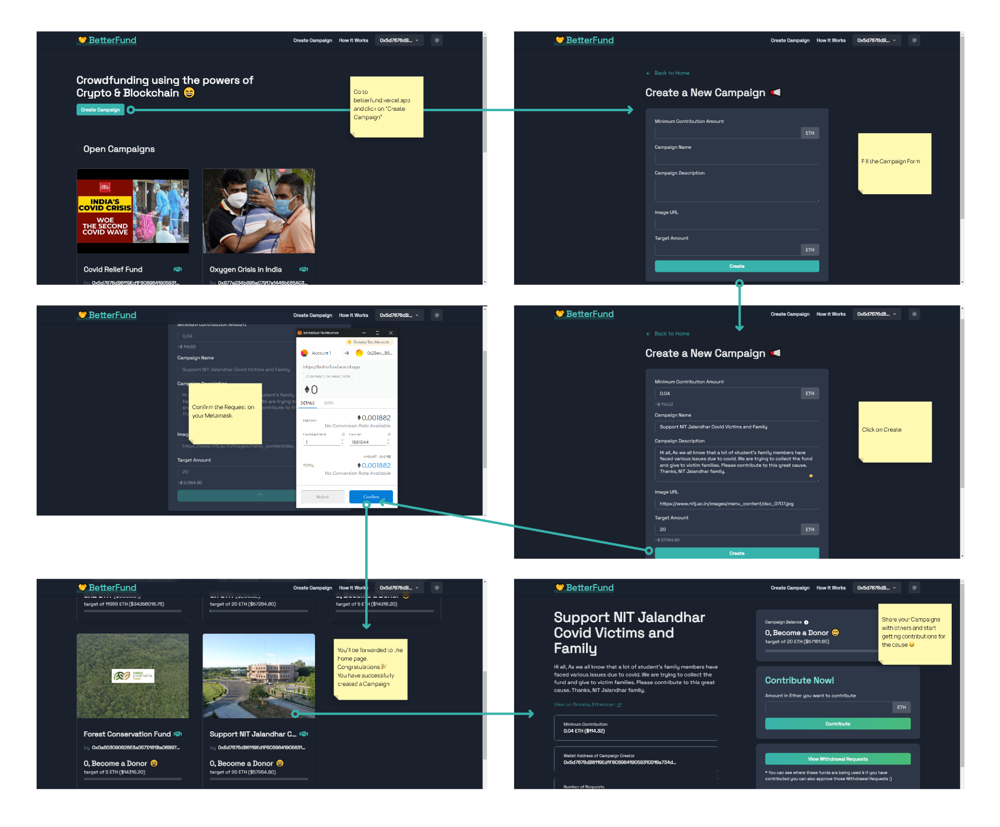 BetterFund
Create Campaign How It Works 0x5d7676dB...
Crowdfunding using the powers of
Crypto & Blockchain 😄
Create Campaign
Go to
betterfund.vercel.app
and click on "Create
Campaign"
Open Campaigns
INDIA'S
COVID CRISIS
WOE
THE SECOND
COVID WAVE
Covid Relief Fund
by 0x5d7676dB6119Ed1F6C69641905831...
Oxygen Crisis in India
by 0x877a234b895aC7917a1446bE65AC3...
BetterFund
Create Campaign How It Works 0x5d7676dB...
← Back to Home
Create a New Campaign 📢
Minimum Contribution Amount
ETH
Campaign Name
Campaign Description
Image URL
Target Amount
ETH
Create
Fill the Campaign Form
BetterFund
Create Campaign How It Works 0x5d7676dB...
Minimum Contribution Amount
0.04
~$ 114.53
Campaign Name
Support NIT Jalandhar Covid Victims and Family
Campaign Description
Confirm the Request on
your Metamask.
https://www.nitj.ac.in/images/menu_content/dsc_
Target Amount
20
~$ 57264.80
MetaMask Notification
Rinkeby Test Network
Account 1 → 0x2Bec...B0...
https://betterfund.vercel.app
CONTRACT INTERACTION
0
DETAILS DATA
GAS FEE 0.001882
No Conversion Rate Available
Gas Price (GWEI) Gas Limit
1 1881544
AMOUNT + GAS FEE
TOTAL 0.001882
No Conversion Rate Available
Reject Confirm
BetterFund
Create Campaign How It Works 0x5d7676dB...
← Back to Home
Create a New Campaign 📢
Minimum Contribution Amount
0.04 ETH
~$ 114.53
Campaign Name
Support NIT Jalandhar Covid Victims and Family
Campaign Description
Hi all, As we all know that a lot of student's family members have
faced various issues due to covid. We are trying to collect the fund
and give to victim families. Please contribute to this great cause.
Thanks, NIT Jalandhar family.
Image URL
https://www.nitj.ac.in/images/menu_content/dsc_0707.jpg
Target Amount
20 ETH
~$ 57264.80
Create
Click on Create
BetterFund
Create Campaign How It Works 0x5d7676dB...
target of 11999 ETH ($34356016.76)
target of 20 ETH ($57264.80)
0, Become a Donor
target of 5 ETH ($14316.20)
FOREST
CONSERVATION
FUND
You'll be forwarded to the
home page.
Congratulations🎉
You have successfully
created a Campaign
Forest Conservation Fund
by 0x0a603090628E3a057D161Ba08B97...
0, Become a Donor 😄
target of 5 ETH ($14316.20)
Support NIT Jalandhar C...
by 0x5d7676dB6119Ed1F6C69641905831...
0, Become a Donor 😄
target of 20 ETH ($57264.80)
BetterFund
Create Campaign How It Works 0x5d7676dB...
Support NIT Jalandhar
Covid Victims and
Family
Hi all, As we all know that a lot of student's family members have
faced various issues due to covid. We are trying to collect the
fund and give to victim families. Please contribute to this great
cause. Thanks, NIT Jalandhar family.
View on Rinkeby Etherscan
Minimum Contribution
0.04 ETH ($114.32)
Wallet Address of Campaign Creator
0x5d7676dB6119Ed1F6C696419058310D16a734d...
Number of Requests
Campaign Balance
0, Become a Donor 😄
target of 20 ETH ($57161.60)
Share your Campaigns
with others and start
getting contributions for
the cause
Contribute Now!
Amount in Ether you want to contribute
ETH
Contribute
View Withdrawal Requests
* You can see where these funds are being used & if you have
contributed you can also approve those Withdrawal Requests :)